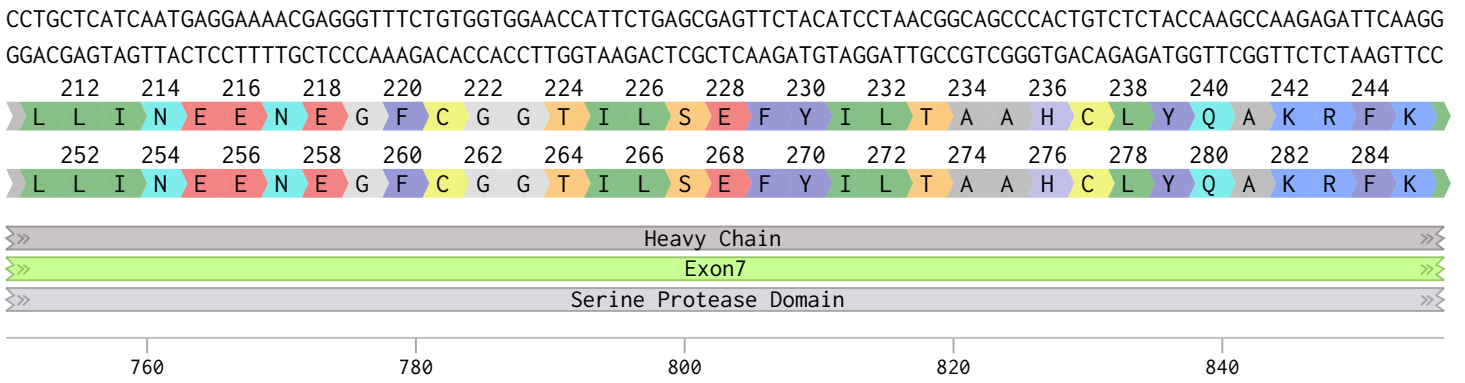 CCTGCTCATCAATGAGGAAAACGAGGGTTTCTGTGGTGGAACCATTCTGAGCGAGTTCTACATCCTAACGGCAGCCCACTGTCTCTACCAAGCCAAGAGATTCAAGG
GGACGAGTAGTTACTCCTTTTGCTCCCAAAGACACCACCTTGGTAAGACTCGCTCAAGATGTAGGATTGCCGTCGGGTGACAGAGATGGTTCGGTTCTCTAAGTTCC
212 214 216 218 220 222 224 226 228 230 232 234 236 238 240 242 244
L L I N E E N E G F C G G T I L S E F Y I L T A A H C L Y Q A K R F K
252 254 256 258 260 262 264 266 268 270 272 274 276 278 280 282 284
L L I N E E N E G F C G G T I L S E F Y I L T A A H C L Y Q A K R F K
Heavy Chain
Exon7
Serine Protease Domain
760 780 800 820 840